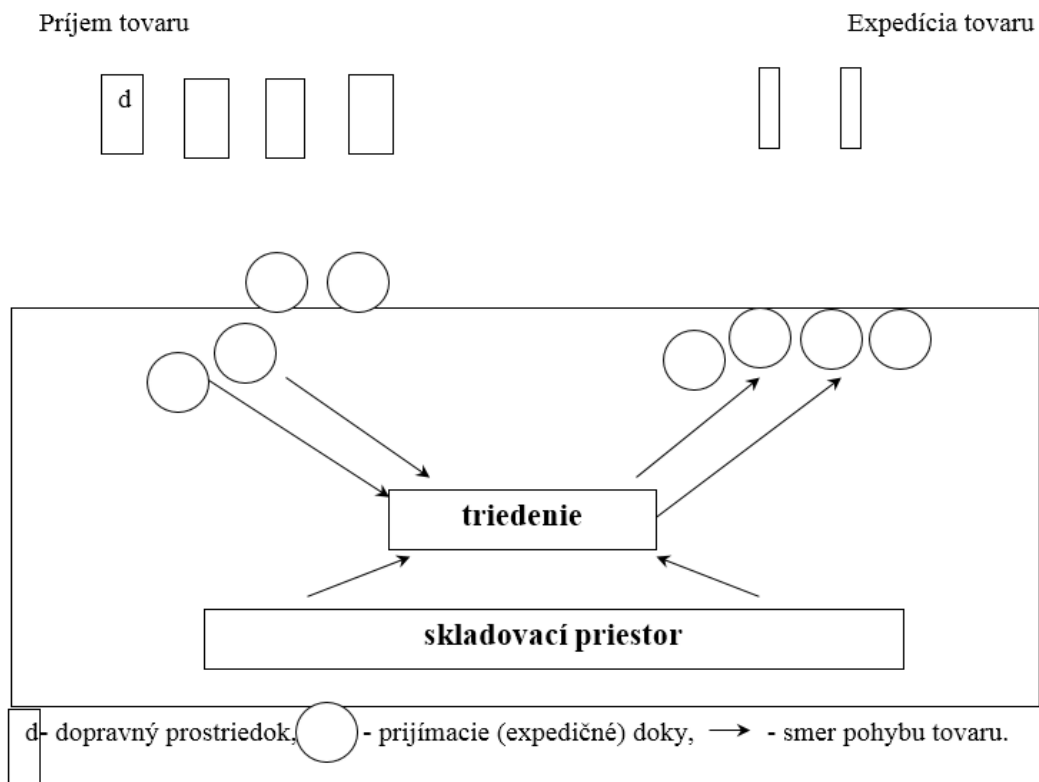 Príjem tovaru
Expedícia tovaru
d
triedenie
skladovací priestor
d- dopravný prostriedok, - prijímacie (expedičné) doky, - smer pohybu tovaru.